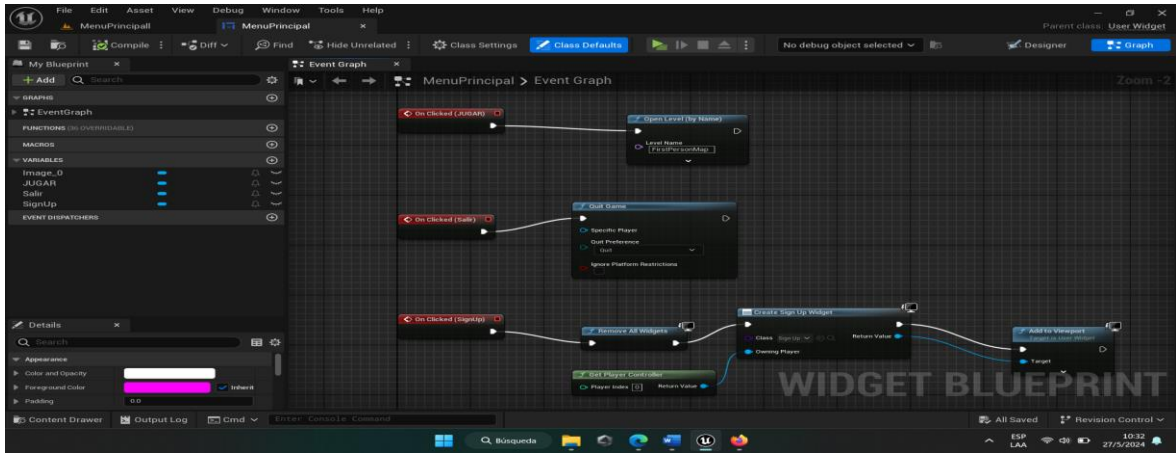 File Edit Asset View Debug Window Tools Help
MenuPrincipall MenuPrincipal Parent class: User Widget
Compile Diff Find Hide Unrelated Class Settings Class Defaults No debug object selected Designer Graph
My Blueprint Event Graph
Add Search MenuPrincipal > Event Graph Zoom -2
GRAPHS
EventGraph
FUNCTIONS (36 OVERRIDABLE)
MACROS
VARIABLES
Image_0
JUGAR
Salir
SignUp
EVENT DISPATCHERS
On Clicked (JUGAR)
Open Level (by Name)
Level Name
FirstPersonMap
On Clicked (Salir)
Quit Game
Specific Player
Quit Preference
Quit
Ignore Platform Restrictions
On Clicked (SignUp)
Remove All Widgets
Create Sign Up Widget
Class Sign Up Return Value
Owning Player
Add to Viewport
Target is User Widget
Target
Get Player Controller
Player Index 0 Return Value
WIDGET BLUEPRINT
Details
Search
Appearance
Color and Opacity
Foreground Color Inherit
Padding 0.0
Content Drawer Output Log Cmd Enter Console Command All Saved Revision Control
Búsqueda ESP LAA 10:32 27/5/2024